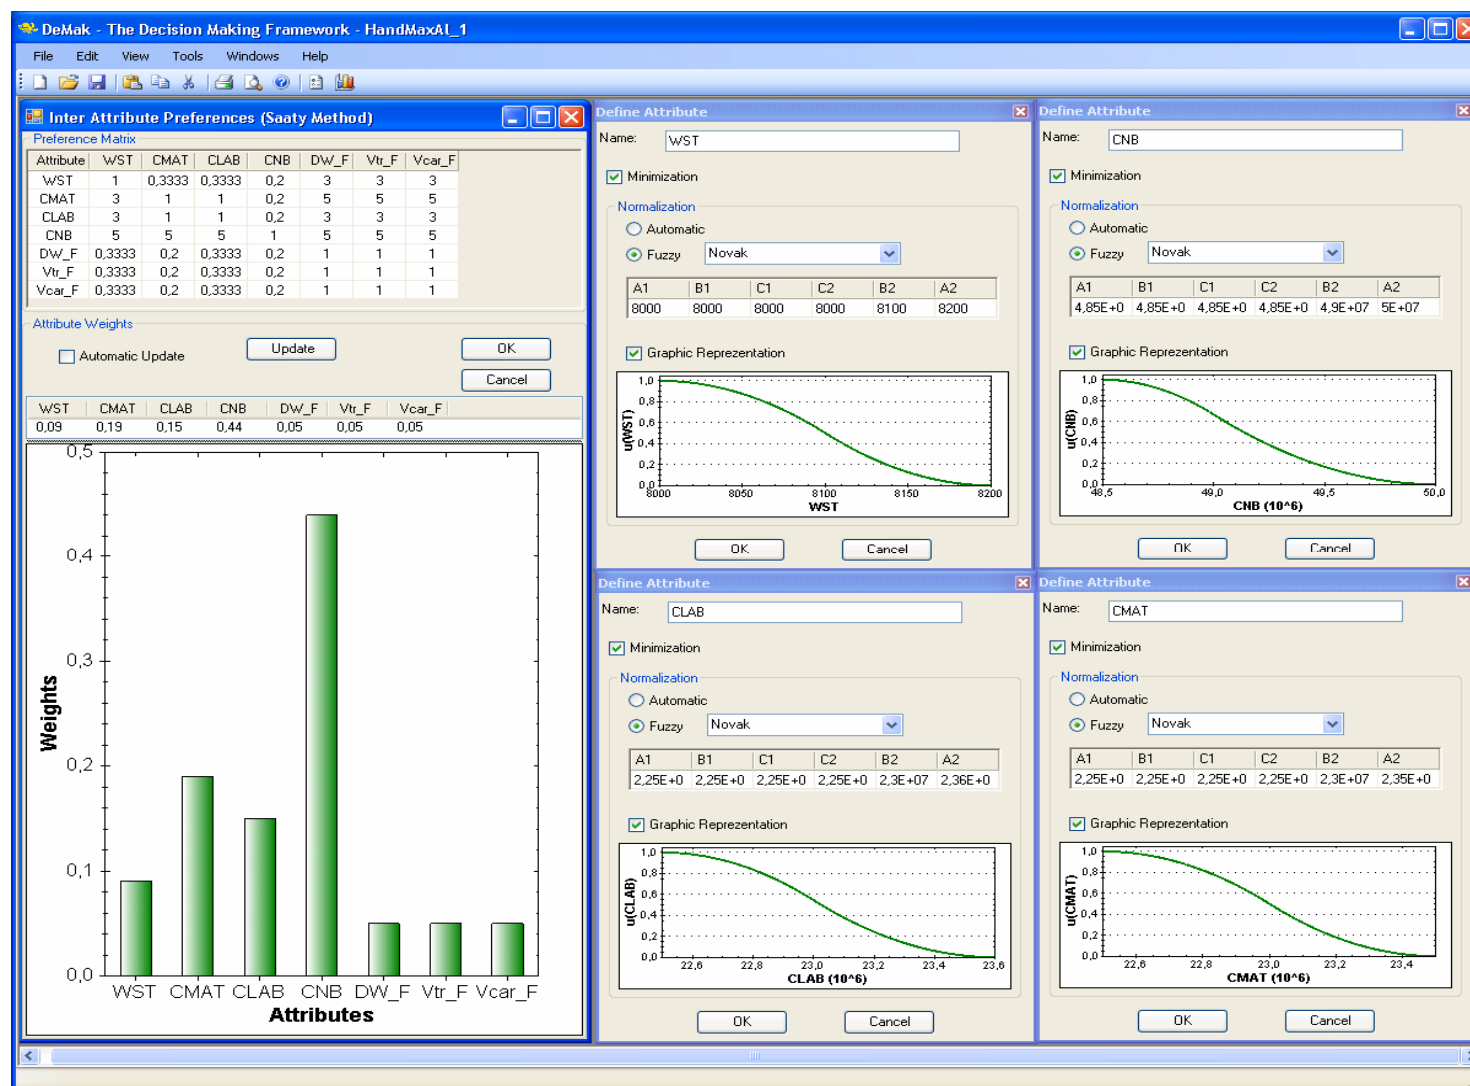 DeMak - The Decision Making Framework - HandMaxAL_1
File Edit View Tools Windows Help
Inter Attribute Preferences (Saaty Method)
Preference Matrix
Attribute WST CMAT CLAB CNB DW_F Vtr_F Vcar_F
WST 1 0,3333 0,3333 0,2 3 3 3
CMAT 3 1 1 0,2 5 5 5
CLAB 3 1 1 0,2 3 3 3
CNB 5 5 5 1 5 5 5
DW_F 0,3333 0,2 0,3333 0,2 1 1 1
Vtr_F 0,3333 0,2 0,3333 0,2 1 1 1
Vcar_F 0,3333 0,2 0,3333 0,2 1 1 1
Attribute Weights
Automatic Update Update OK
Cancel
WST CMAT CLAB CNB DW_F Vtr_F Vcar_F
0,09 0,19 0,15 0,44 0,05 0,05 0,05
0,5
0,4
0,3
0,2
0,1
0,0
Weights
WST CMAT CLAB CNB DW_F Vtr_F Vcar_F
Attributes
Define Attribute
Name: WST
Minimization
Normalization
Automatic
Fuzzy Novak
A1 B1 C1 C2 B2 A2
8000 8000 8000 8000 8100 8200
Graphic Reprezentation
1,0
0,8
0,6
0,4
0,2
0,0
u(WST)
8000 8050 8100 8150 8200
WST
OK Cancel
Define Attribute
Name: CNB
Minimization
Normalization
Automatic
Fuzzy Novak
A1 B1 C1 C2 B2 A2
4,85E+0 4,85E+0 4,85E+0 4,85E+0 4,9E+07 5E+07
Graphic Reprezentation
1,0
0,8
0,6
0,4
0,2
0,0
u(CNB)
48,5 49,0 49,5 50,0
CNB (10^6)
OK Cancel
Define Attribute
Name: CLAB
Minimization
Normalization
Automatic
Fuzzy Novak
A1 B1 C1 C2 B2 A2
2,25E+0 2,25E+0 2,25E+0 2,25E+0 2,3E+07 2,36E+0
Graphic Reprezentation
1,0
0,8
0,6
0,4
0,2
0,0
u(CLAB)
22,6 22,8 23,0 23,2 23,4 23,6
CLAB (10^6)
OK Cancel
Define Attribute
Name: CMAT
Minimization
Normalization
Automatic
Fuzzy Novak
A1 B1 C1 C2 B2 A2
2,25E+0 2,25E+0 2,25E+0 2,25E+0 2,3E+07 2,35E+0
Graphic Reprezentation
1,0
0,8
0,6
0,4
0,2
0,0
u(CMAT)
22,6 22,8 23,0 23,2 23,4
CMAT (10^6)
OK Cancel